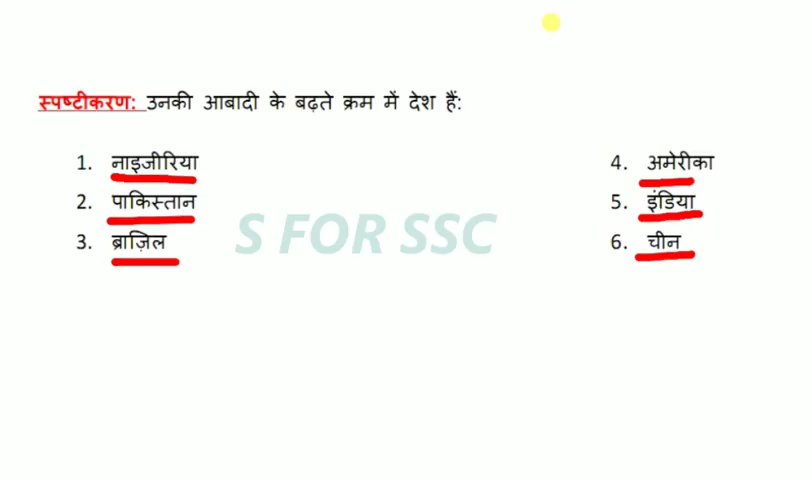 स्पष्टीकरण: उनकी आबादी के बढ़ते क्रम में देश हैं:
1. नाइजीरिया
2. पाकिस्तान
3. ब्राज़िल
4. अमेरीका
5. इंडिया
6. चीन
S FOR SSC